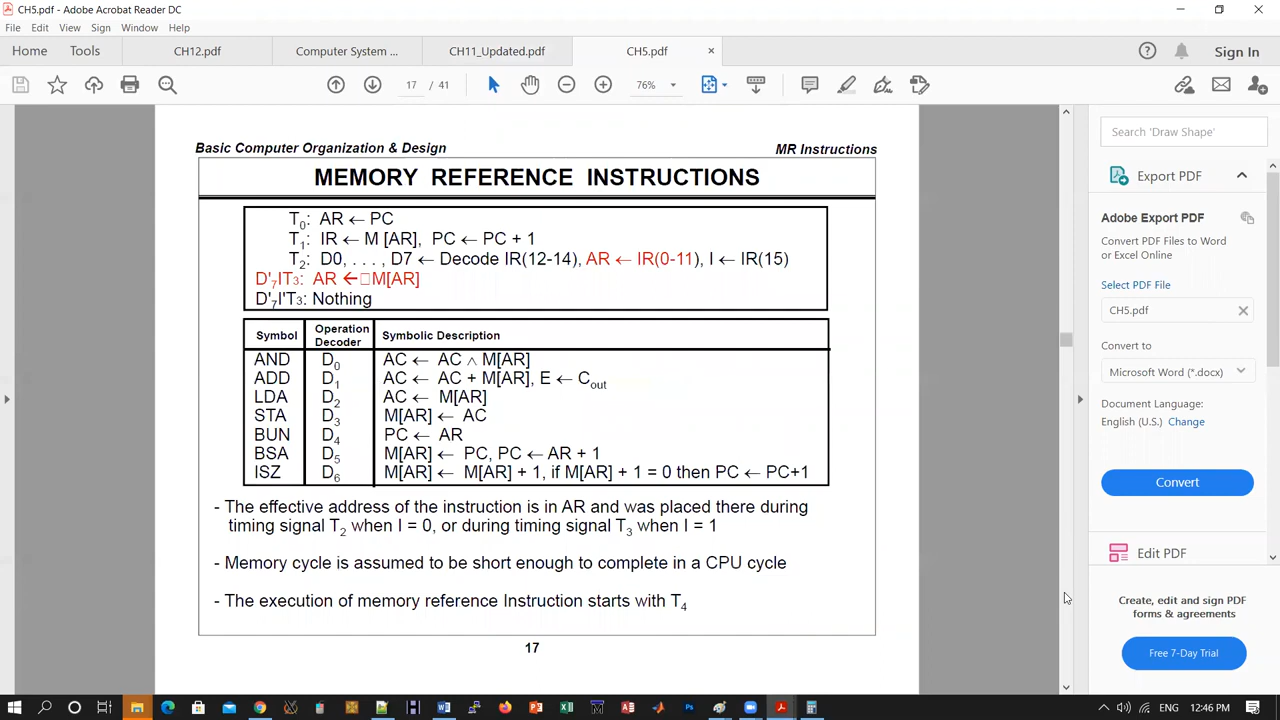 CH5.pdf - Adobe Acrobat Reader DC
File Edit View Sign Window Help
Home Tools CH12.pdf Computer System ... CH11_Updated.pdf CH5.pdf × ? Sign In
17 / 41 76%
Basic Computer Organization & Design MR Instructions
MEMORY REFERENCE INSTRUCTIONS
T0: AR ← PC
T1: IR ← M [AR], PC ← PC + 1
T2: D0, . . . , D7 ← Decode IR(12-14), AR ← IR(0-11), I ← IR(15)
D'7IT3: AR ← □M[AR]
D'7I'T3: Nothing
Symbol Operation Decoder Symbolic Description
AND D0 AC ← AC ∧ M[AR]
ADD D1 AC ← AC + M[AR], E ← Cout
LDA D2 AC ← M[AR]
STA D3 M[AR] ← AC
BUN D4 PC ← AR
BSA D5 M[AR] ← PC, PC ← AR + 1
ISZ D6 M[AR] ← M[AR] + 1, if M[AR] + 1 = 0 then PC ← PC+1
- The effective address of the instruction is in AR and was placed there during
timing signal T2 when I = 0, or during timing signal T3 when I = 1
- Memory cycle is assumed to be short enough to complete in a CPU cycle
- The execution of memory reference Instruction starts with T4
17
Search 'Draw Shape'
Export PDF
Adobe Export PDF
Convert PDF Files to Word
or Excel Online
Select PDF File
CH5.pdf
Convert to
Microsoft Word (*.docx)
Document Language:
English (U.S.) Change
Convert
Edit PDF
Create, edit and sign PDF
forms & agreements
Free 7-Day Trial
ENG 12:46 PM